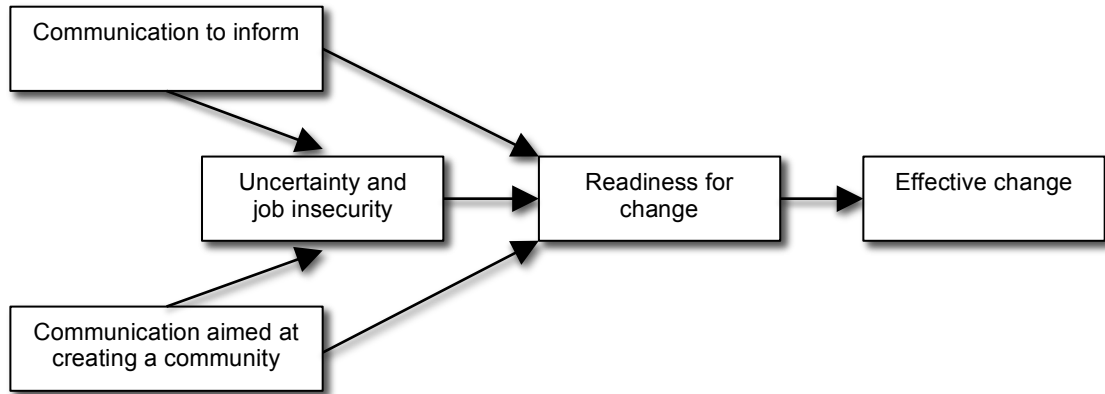 Communication to inform
Uncertainty and
job insecurity
Readiness for
change
Effective change
Communication aimed at
creating a community